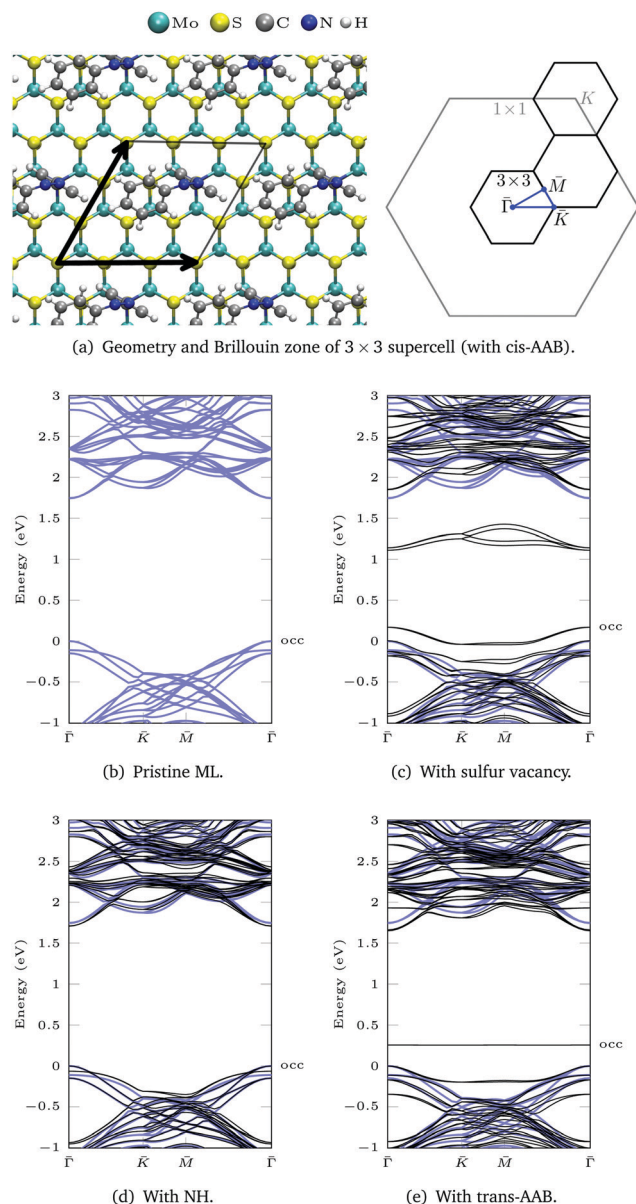 Mo S C N H
1×1
K
3×3
M̄
Γ̄
K̄
(a) Geometry and Brillouin zone of 3 × 3 supercell (with cis-AAB).
3
2.5
2
1.5
1
0.5
0
−0.5
−1
Energy (eV)
occ
Γ̄ K̄ M̄ Γ̄
(b) Pristine ML.
3
2.5
2
1.5
1
0.5
0
−0.5
−1
Energy (eV)
occ
Γ̄ K̄ M̄ Γ̄
(c) With sulfur vacancy.
3
2.5
2
1.5
1
0.5
0
−0.5
−1
Energy (eV)
occ
Γ̄ K̄ M̄ Γ̄
(d) With NH.
3
2.5
2
1.5
1
0.5
0
−0.5
−1
Energy (eV)
occ
Γ̄ K̄ M̄ Γ̄
(e) With trans-AAB.